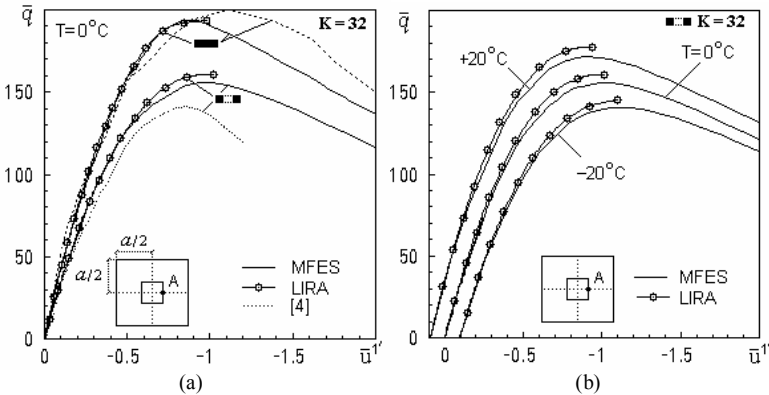 q̄
T=0°C
K = 32
150
100
50
0
a/2
a/2
A
MFES
LIRA
[4]
0
-0.5
-1
-1.5
ū¹′
(a)
q̄
K = 32
+20°C
T=0°C
-20°C
150
100
50
0
A
MFES
LIRA
0
-0.5
-1
-1.5
ū¹′
(b)